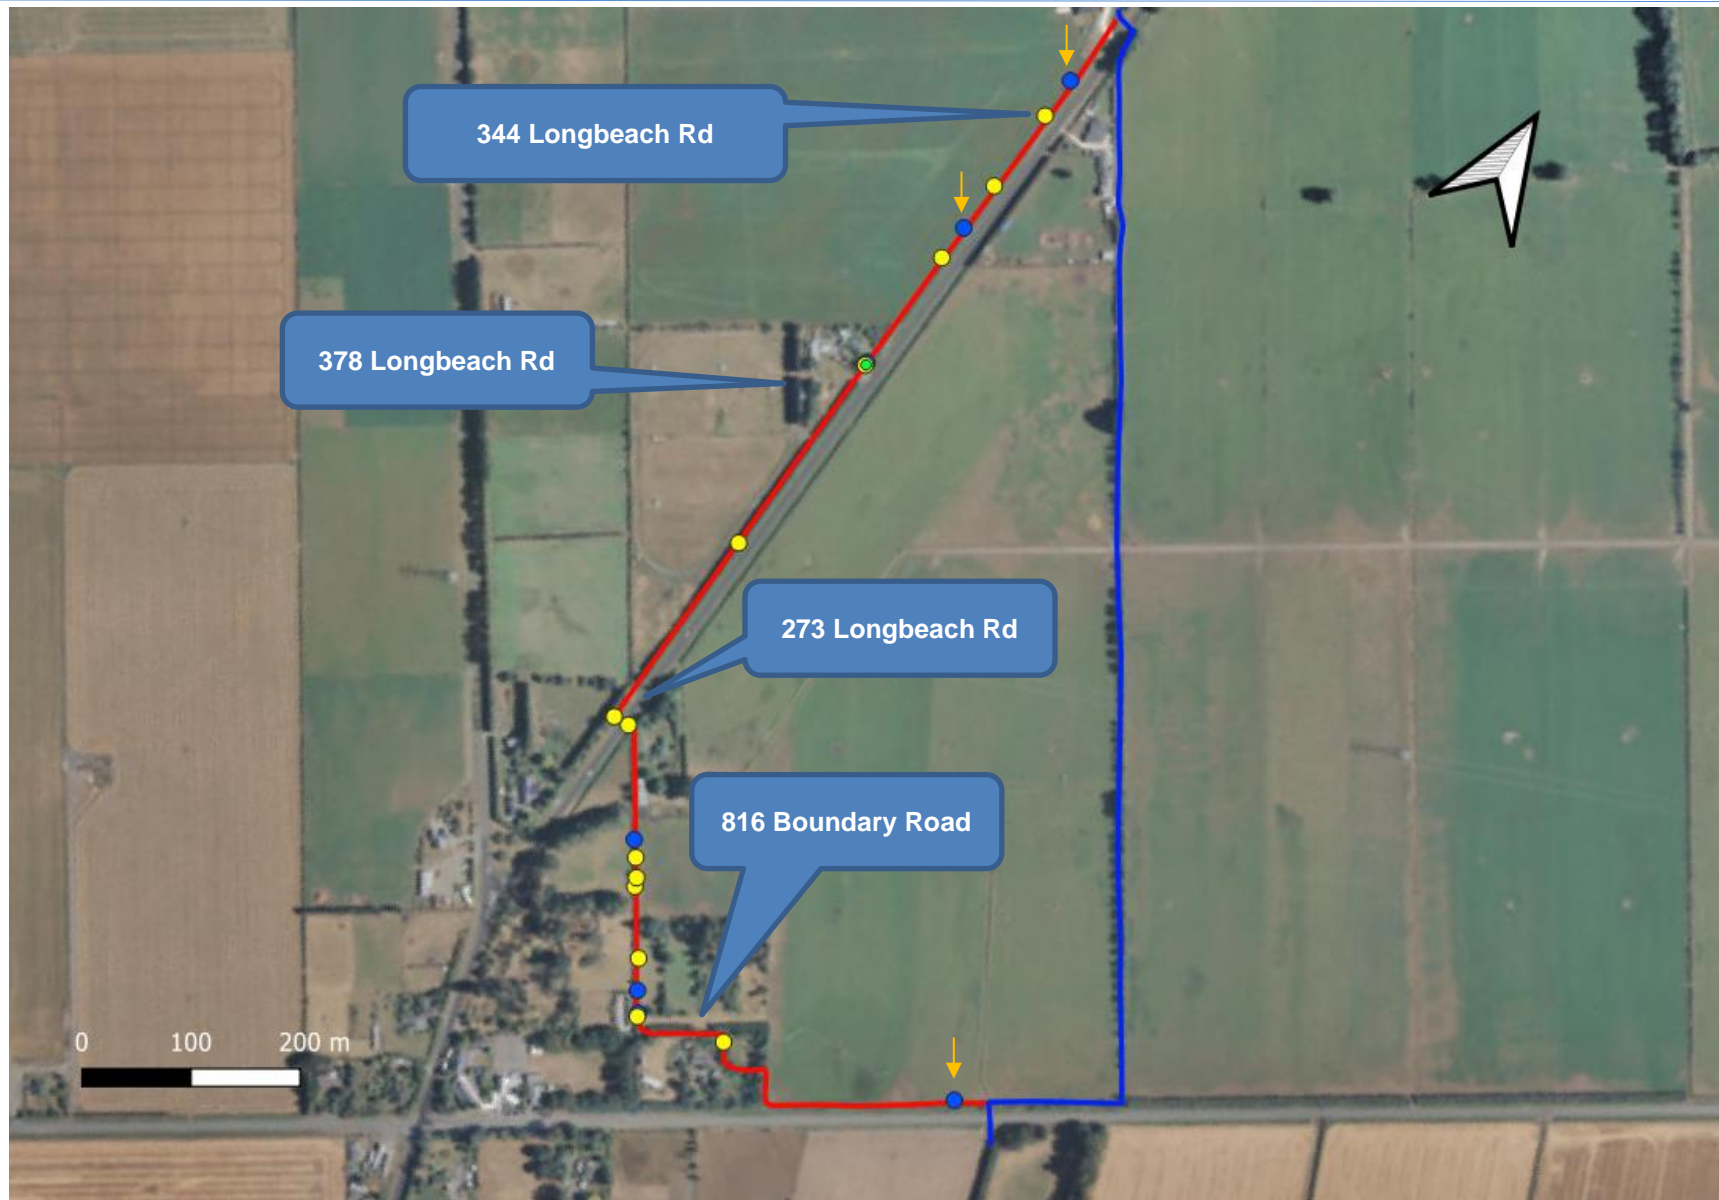 344 Longbeach Rd
378 Longbeach Rd
273 Longbeach Rd
816 Boundary Road
0 100 200 m